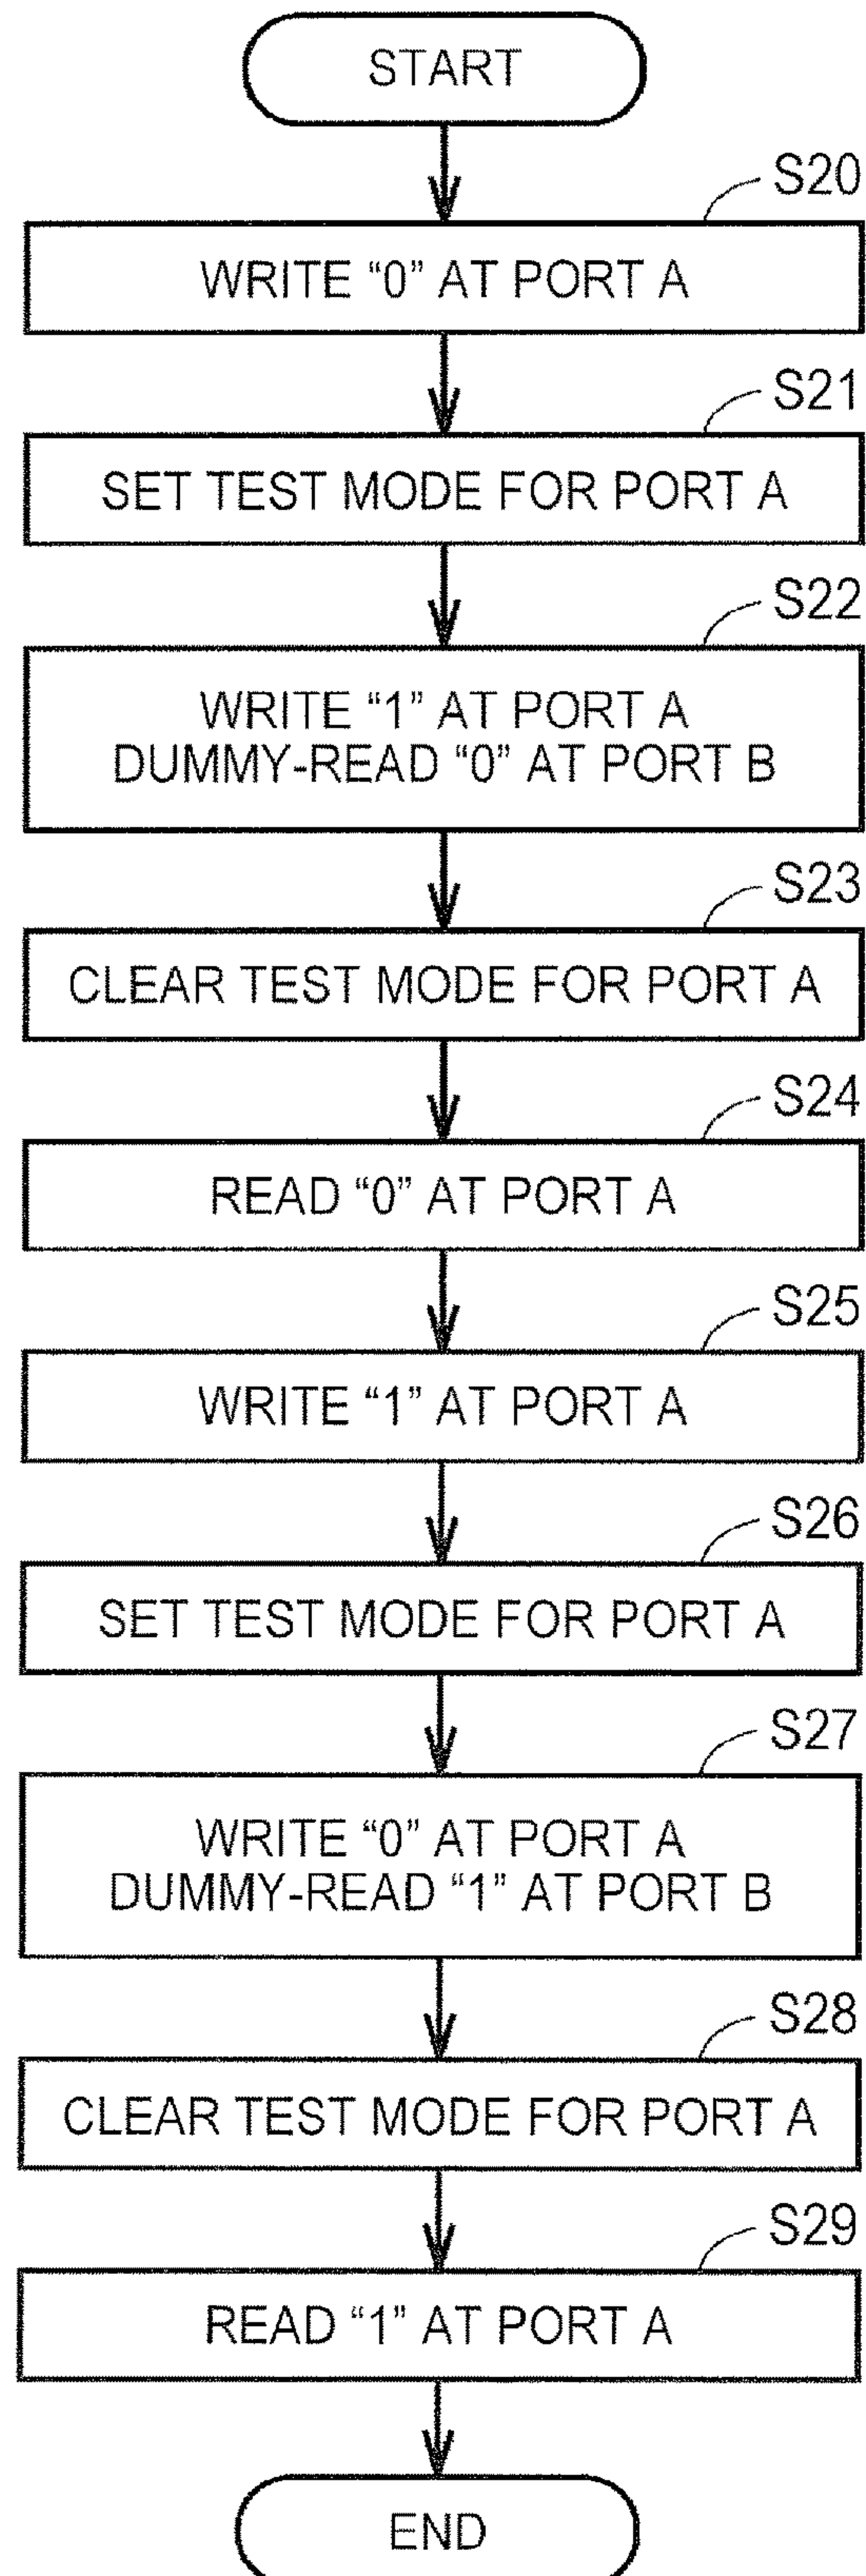 START
S20
WRITE “0” AT PORT A
S21
SET TEST MODE FOR PORT A
S22
WRITE “1” AT PORT A
DUMMY-READ “0” AT PORT B
S23
CLEAR TEST MODE FOR PORT A
S24
READ “0” AT PORT A
S25
WRITE “1” AT PORT A
S26
SET TEST MODE FOR PORT A
S27
WRITE “0” AT PORT A
DUMMY-READ “1” AT PORT B
S28
CLEAR TEST MODE FOR PORT A
S29
READ “1” AT PORT A
END